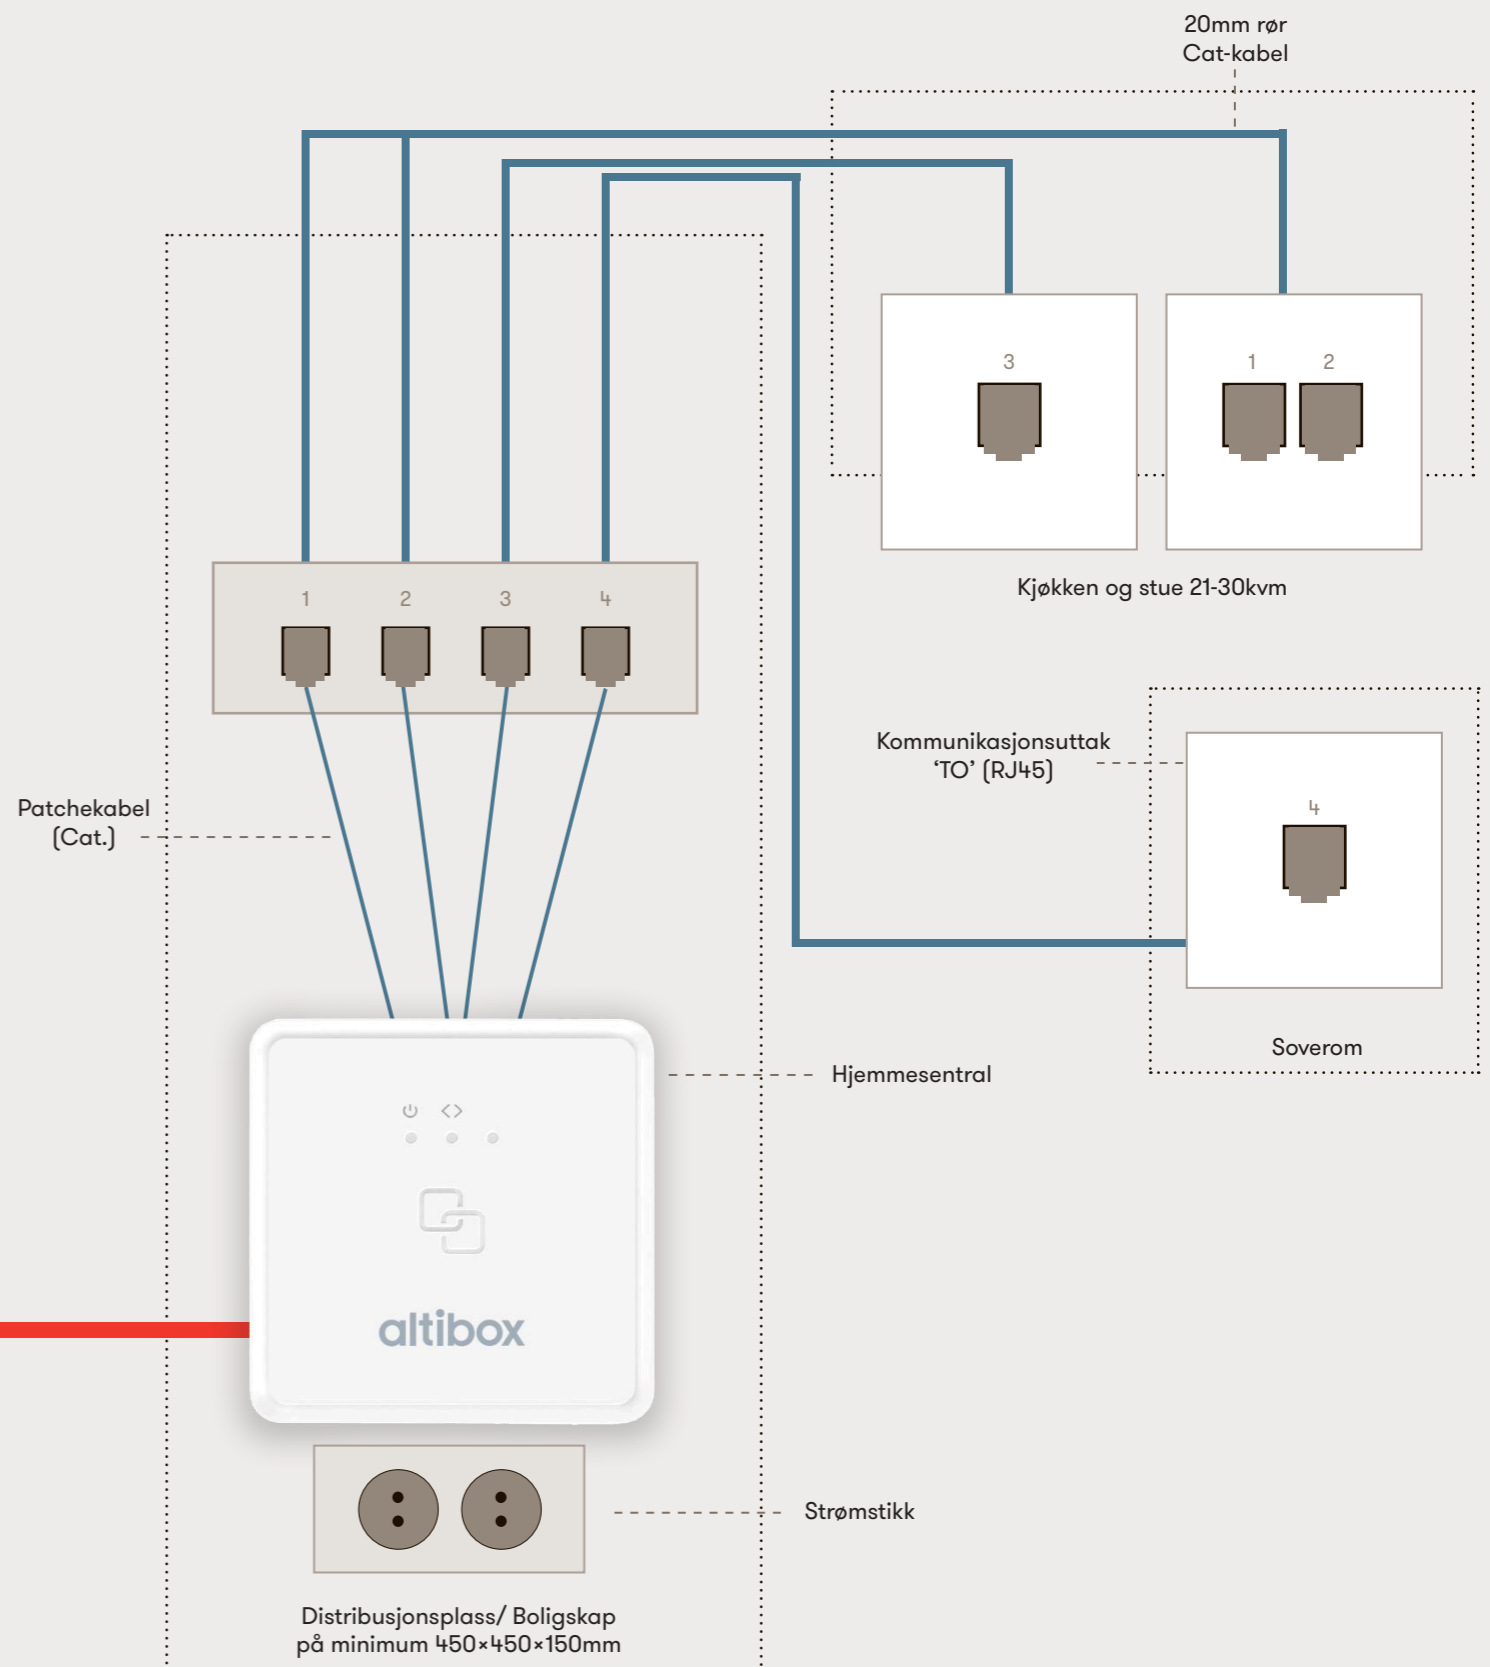 20mm rør
Cat-kabel
3
1 2
Kjøkken og stue 21-30kvm
1 2 3 4
Kommunikasjonsuttak
‘TO’ (RJ45)
4
Patchekabel
(Cat.)
Soverom
Hjemmesentral
altibox
Strømstikk
Distribusjonsplass/ Boligskap
på minimum 450×450×150mm